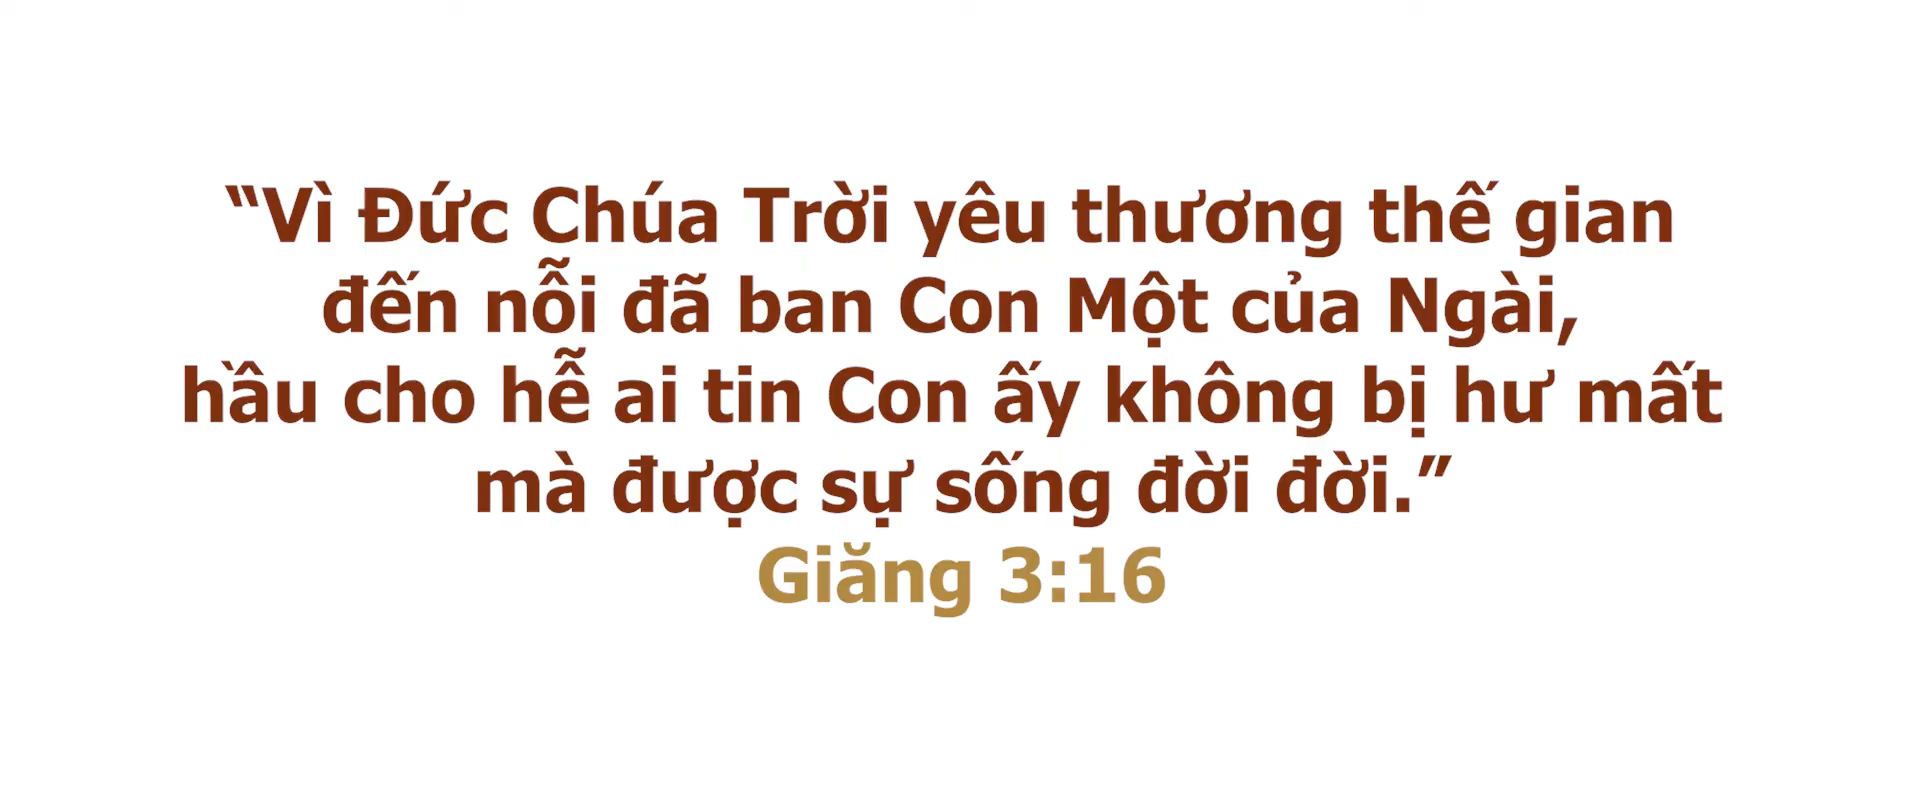 “Vì Đức Chúa Trời yêu thương thế gian
đến nỗi đã ban Con Một của Ngài,
hầu cho hễ ai tin Con ấy không bị hư mất
mà được sự sống đời đời.”
Giăng 3:16